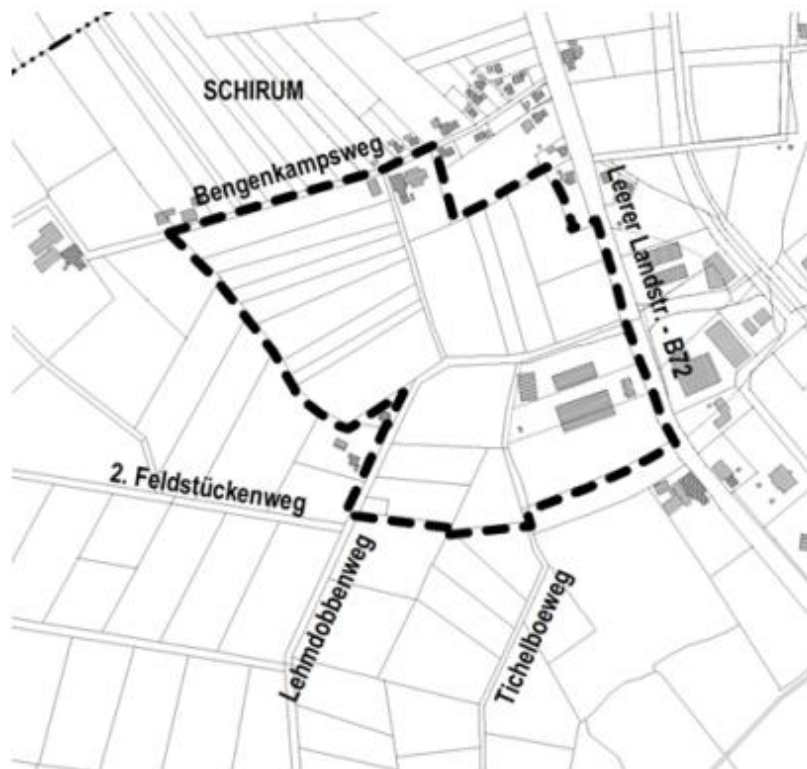 SCHIRUM
Bengenkampsweg
Leerer Landstr. - B72
2. Feldstückenweg
Lehmdobbenweg
Tichelboeweg